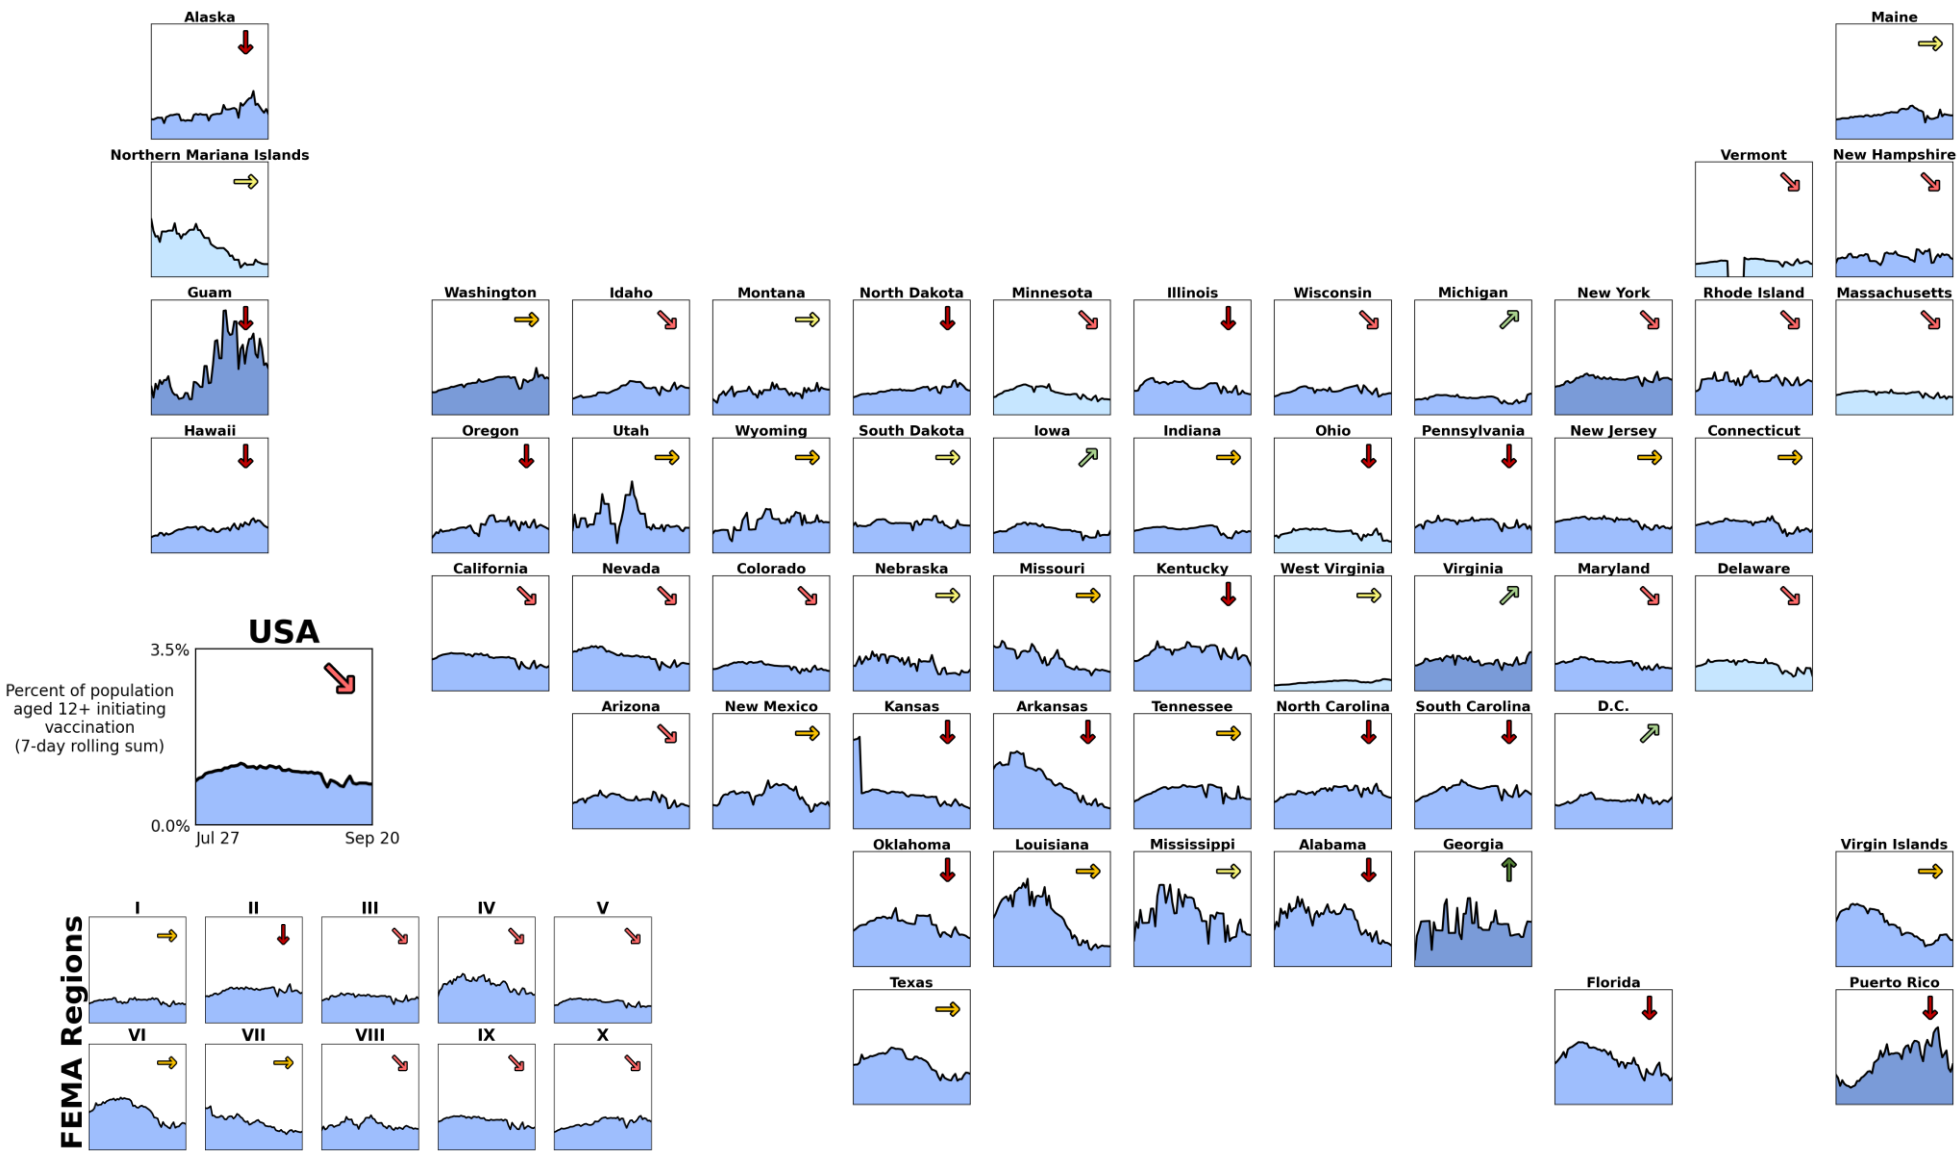 Alaska
Maine
Northern Mariana Islands
Vermont
New Hampshire
Guam
Washington
Idaho
Montana
North Dakota
Minnesota
Illinois
Wisconsin
Michigan
New York
Rhode Island
Massachusetts
Hawaii
Oregon
Utah
Wyoming
South Dakota
Iowa
Indiana
Ohio
Pennsylvania
New Jersey
Connecticut
California
Nevada
Colorado
Nebraska
Missouri
Kentucky
West Virginia
Virginia
Maryland
Delaware
USA
3.5%
Percent of population
aged 12+ initiating
vaccination
(7-day rolling sum)
0.0%
Jul 27
Sep 20
Arizona
New Mexico
Kansas
Arkansas
Tennessee
North Carolina
South Carolina
D.C.
Oklahoma
Louisiana
Mississippi
Alabama
Georgia
Virgin Islands
Texas
Florida
Puerto Rico
FEMA Regions
I
II
III
IV
V
VI
VII
VIII
IX
X